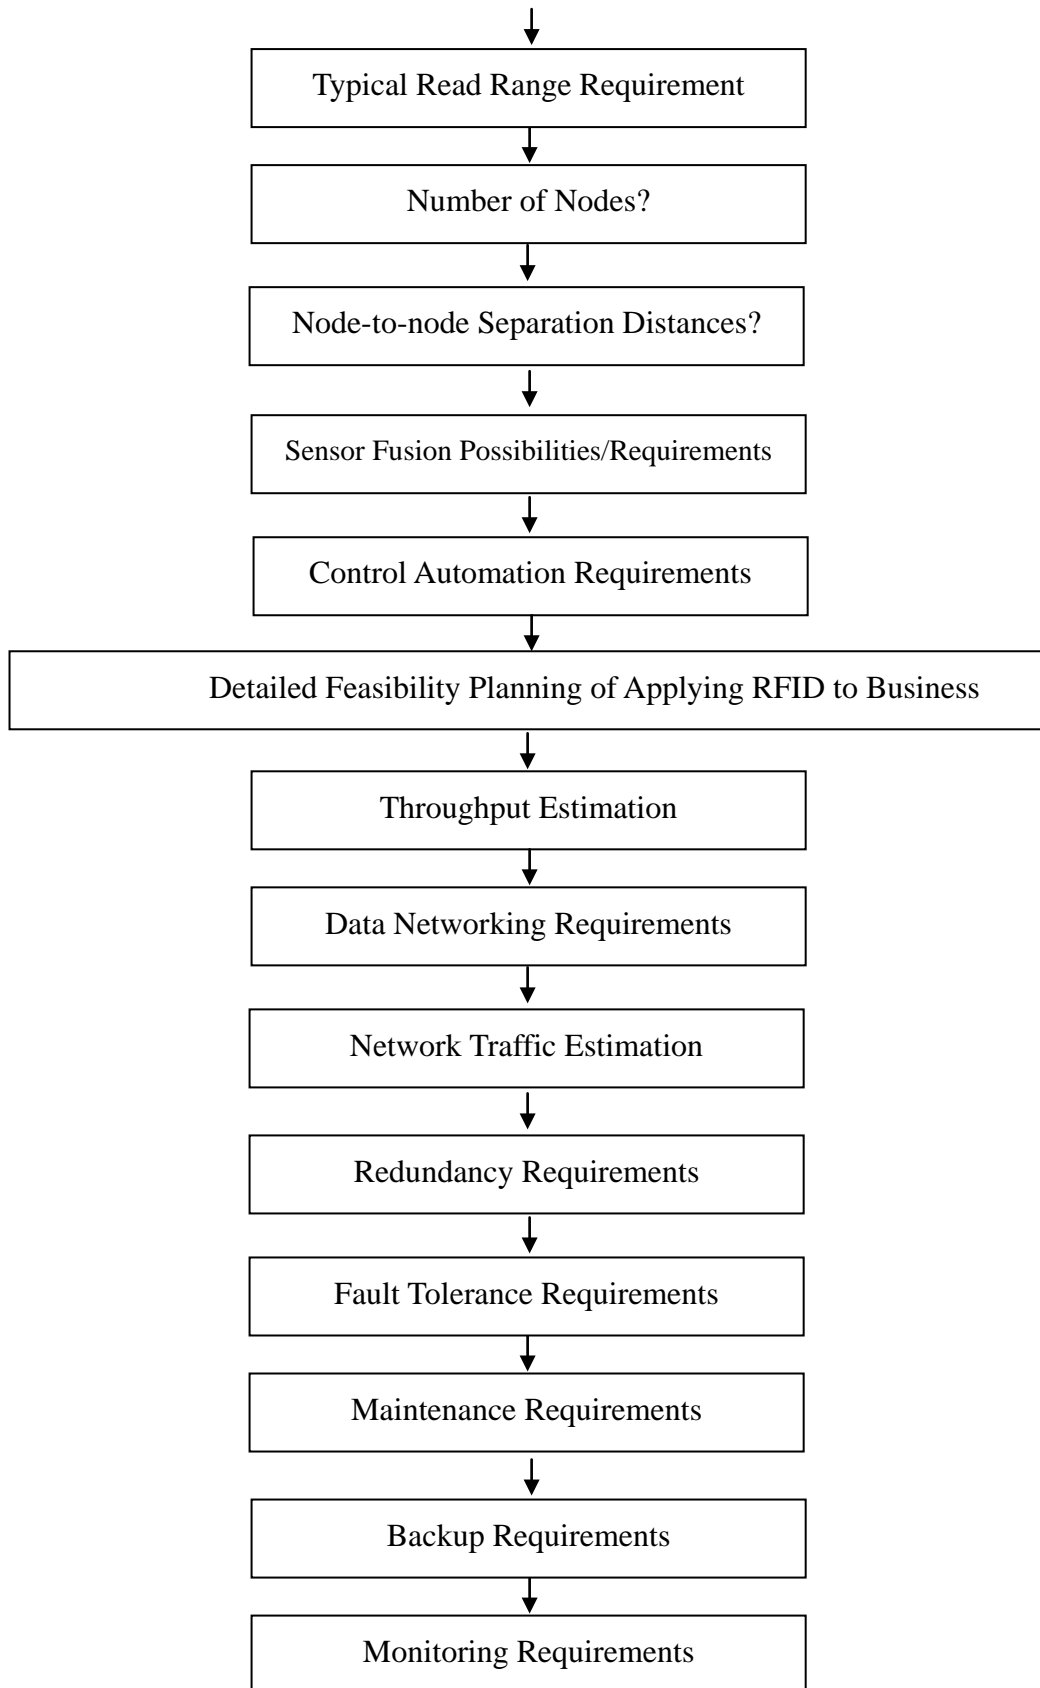 Typical Read Range Requirement
Number of Nodes?
Node-to-node Separation Distances?
Sensor Fusion Possibilities/Requirements
Control Automation Requirements
Detailed Feasibility Planning of Applying RFID to Business
Throughput Estimation
Data Networking Requirements
Network Traffic Estimation
Redundancy Requirements
Fault Tolerance Requirements
Maintenance Requirements
Backup Requirements
Monitoring Requirements